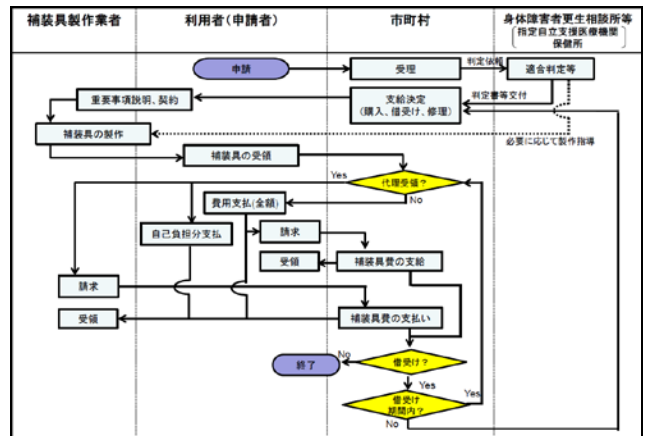 補装具製作業者
利用者(申請者)
市町村
身体障害者更生相談所等
指定自立支援医療機関
保健所
申請
受理
判定依頼
適合判定等
重要事項説明、契約
支給決定
(購入、借受け、修理)
判定書等交付
補装具の製作
必要に応じて製作指導
補装具の受領
Yes
代理受領?
No
費用支払(全額)
自己負担分支払
請求
受領
補装具費の支給
請求
受領
補装具費の支払い
終了
No
借受け?
Yes
Yes
借受け
期間内?
No